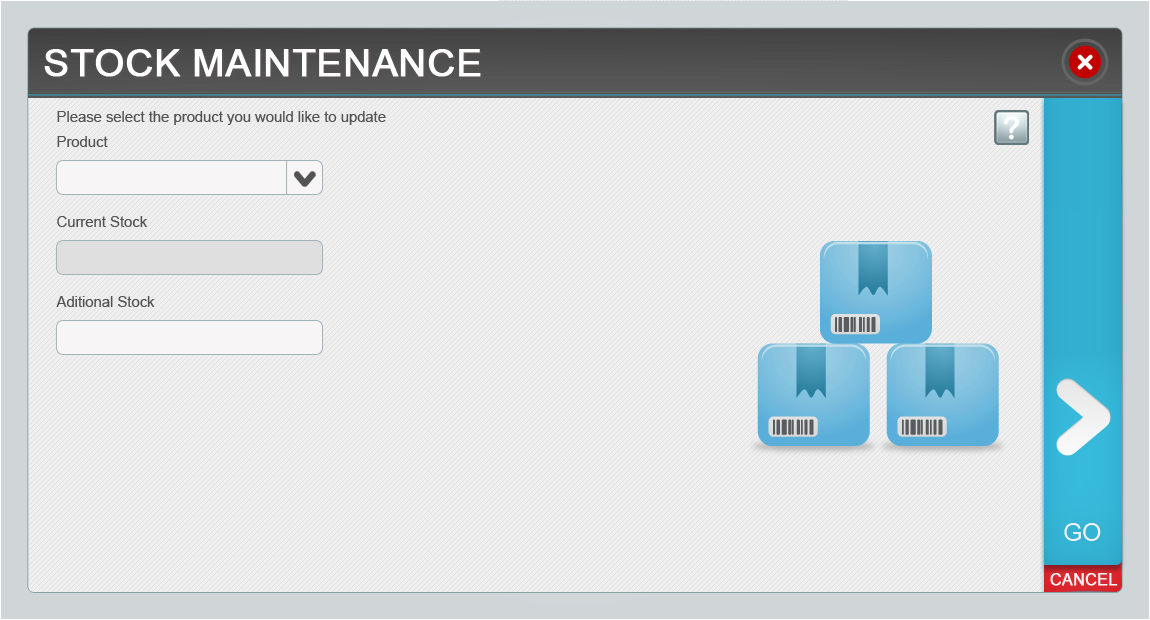 STOCK MAINTENANCE
Please select the product you would like to update
Product
Current Stock
Aditional Stock
?
GO
CANCEL